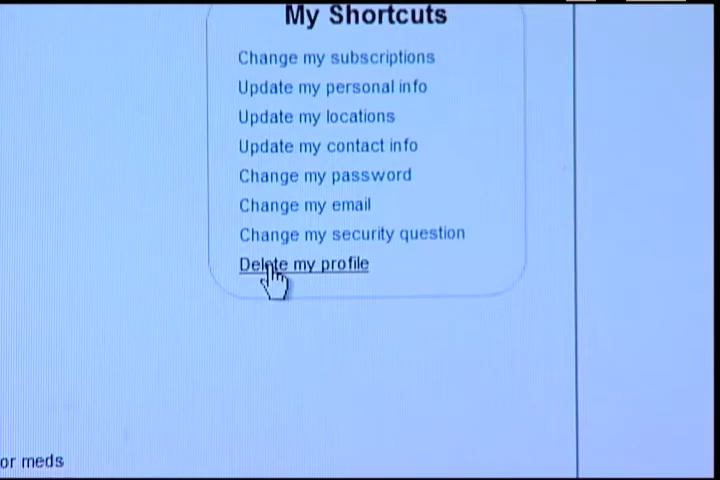 My Shortcuts
Change my subscriptions
Update my personal info
Update my locations
Update my contact info
Change my password
Change my email
Change my security question
Delete my profile
or meds